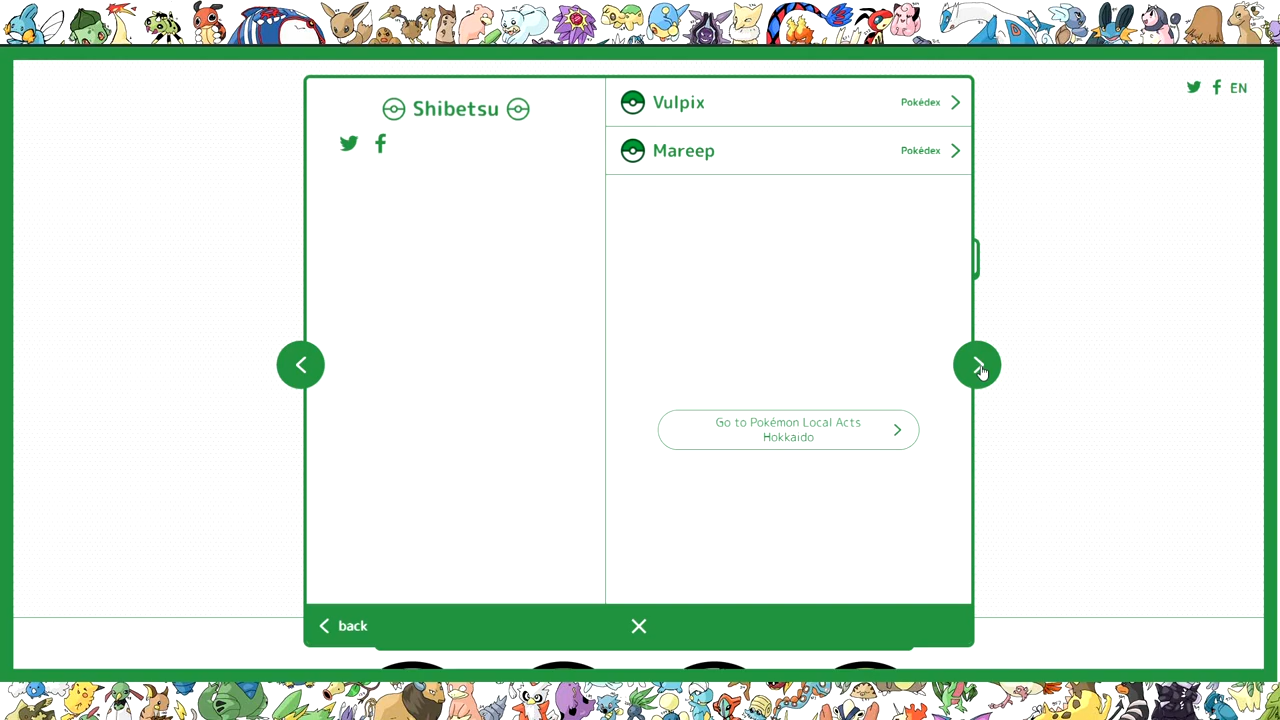 EN
Shibetsu
Vulpix
Pokédex
Mareep
Pokédex
Go to Pokémon Local Acts
Hokkaido
back